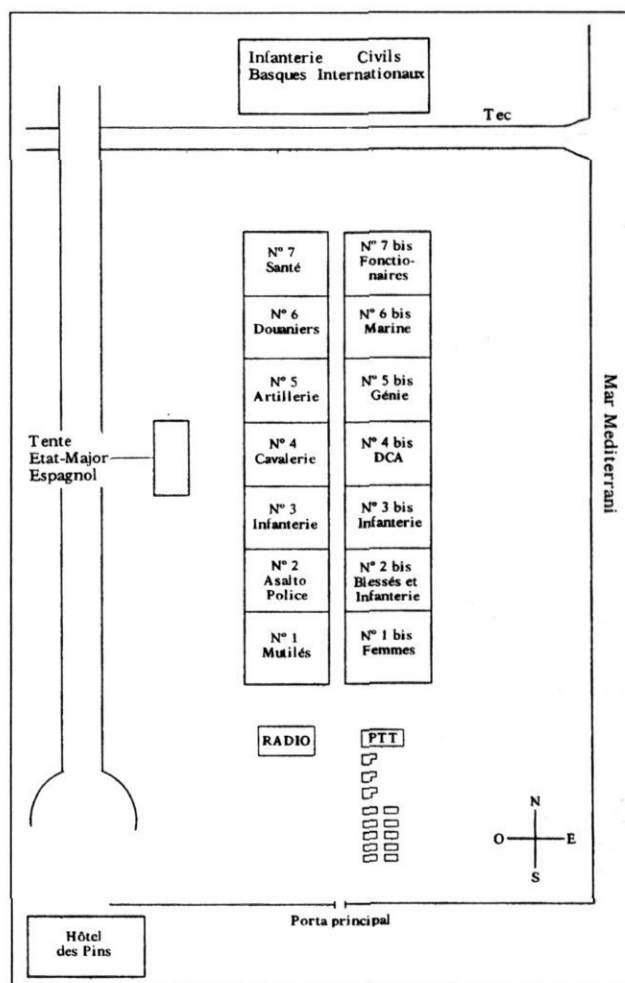 Infanterie Civils
Basques Internationaux
Tec
N° 7
Santé
N° 7 bis
Fonctio-
naires
N° 6
Douaniers
N° 6 bis
Marine
N° 5
Artillerie
N° 5 bis
Génie
Mar Mediterrani
Tente
Etat-Major
Espagnol
N° 4
Cavalerie
N° 4 bis
DCA
N° 3
Infanterie
N° 3 bis
Infanterie
N° 2
Asalto
Police
N° 2 bis
Blessés et
Infanterie
N° 1
Mutilés
N° 1 bis
Femmes
RADIO
PTT
N
O
E
S
Porta principal
Hôtel
des Pins